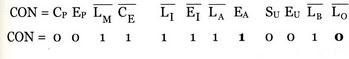 CON = C_P E_P L̅_M̅ C̅_E̅ L̅_I̅ E̅_I̅ L̅_A̅ E_A S_U E_U L̅_B̅ L̅_O̅
CON = 0 0 1 1 1 1 1 1 0 0 1 0